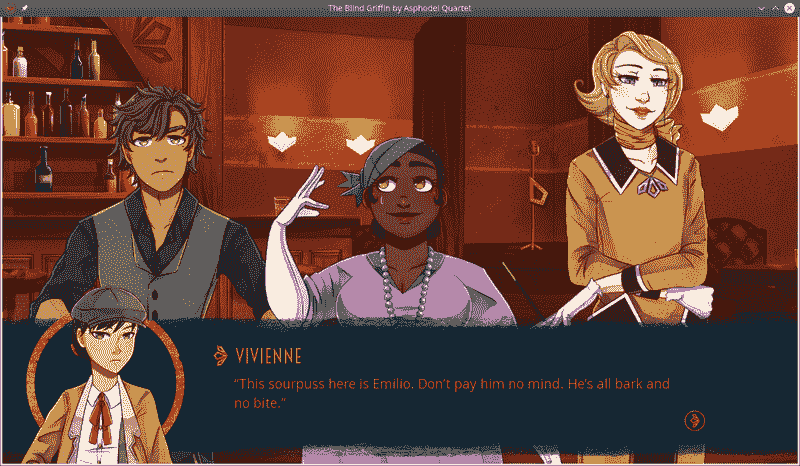 The Blind Griffin by Asphodel Quartet
VIVIENNE
“This sourpuss here is Emilio. Don’t pay him no mind. He’s all bark and
no bite.”